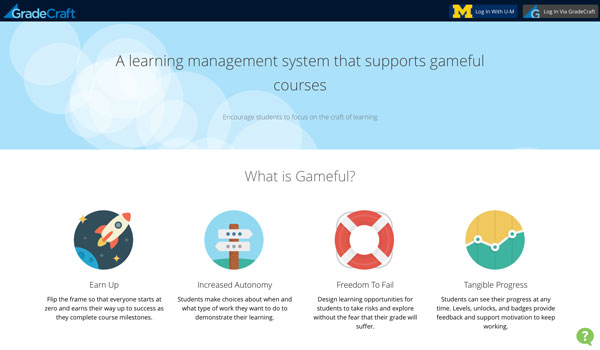 GradeCraft
Log In With U-M
Log In Via GradeCraft
A learning management system that supports gameful
courses
Encourage students to focus on the craft of learning
What is Gameful?
Earn Up
Flip the frame so that everyone starts at
zero and earns their way up to success as
they complete course milestones.
Increased Autonomy
Students make choices about when and
what type of work they want to do to
demonstrate their learning.
Freedom To Fail
Design learning opportunities for
students to take risks and explore
without the fear that their grade will
suffer.
Tangible Progress
Students can see their progress at any
time. Levels, unlocks, and badges provide
feedback and support motivation to keep
working.
?